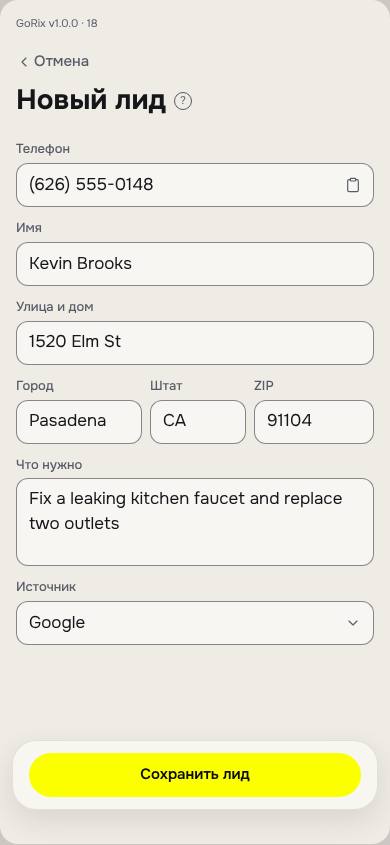 GoRix v1.0.0 · 18
Отмена
Новый лид ?
Телефон
(626) 555-0148
Имя
Kevin Brooks
Улица и дом
1520 Elm St
Город Штат ZIP
Pasadena CA 91104
Что нужно
Fix a leaking kitchen faucet and replace
two outlets
Источник
Google
Сохранить лид